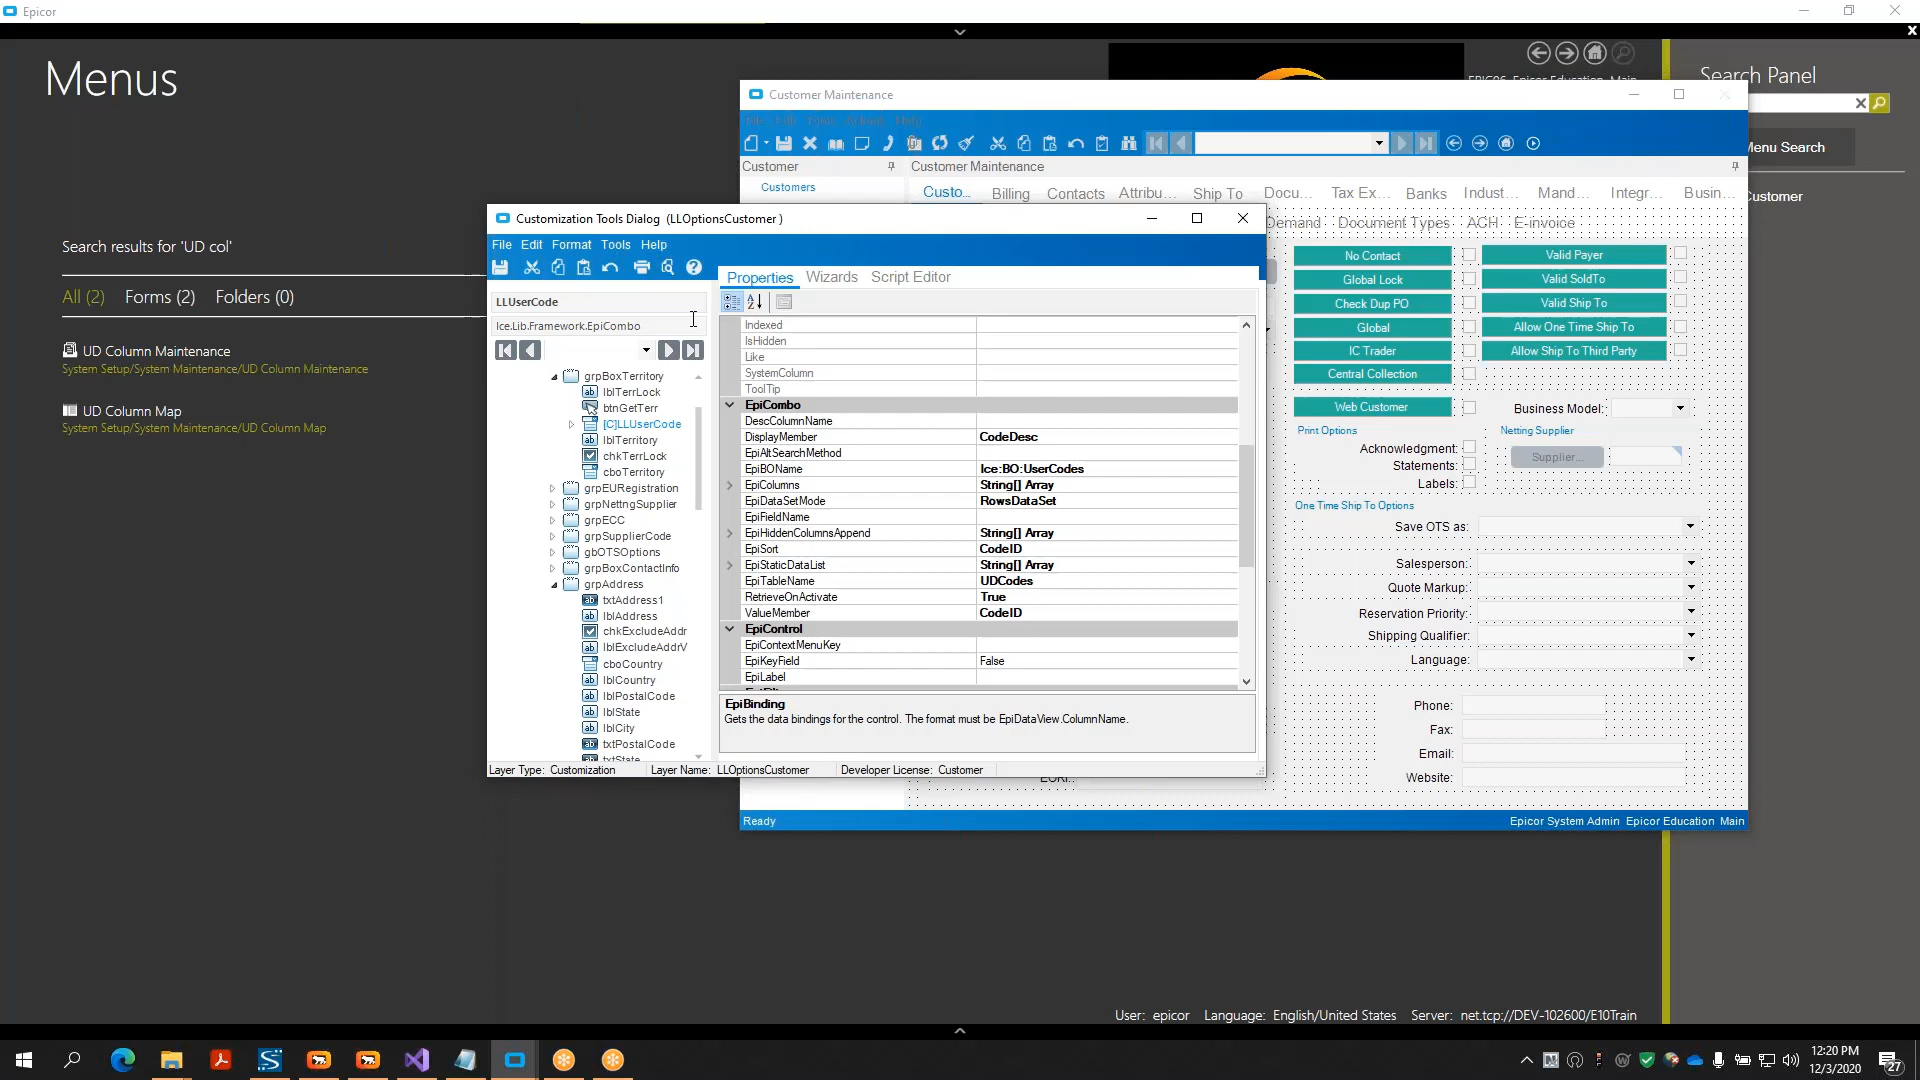 Epicor
Menus
Search results for 'UD col'
All (2) Forms (2) Folders (0)
UD Column Maintenance
System Setup/System Maintenance/UD Column Maintenance
UD Column Map
System Setup/System Maintenance/UD Column Map
Search Panel
Menu Search
Customer
Customer Maintenance
File Edit Tools Actions Help
Customer
Customers
Customer Maintenance
Custo... Billing Contacts Attribu... Ship To Docu... Tax Ex... Banks Indust... Mand... Integr... Busin...
Demand Document Types ACH E-invoice
No Contact
Global Lock
Check Dup PO
Global
IC Trader
Central Collection
Web Customer
Valid Payer
Valid SoldTo
Valid Ship To
Allow One Time Ship To
Allow Ship To Third Party
Business Model:
Print Options
Acknowledgment:
Statements:
Labels:
Netting Supplier
Supplier...
One Time Ship To Options
Save OTS as:
Salesperson:
Quote Markup:
Reservation Priority:
Shipping Qualifier:
Language:
Phone:
Fax:
Email:
Website:
Ready
Epicor System Admin Epicor Education Main
Customization Tools Dialog (LLOptionsCustomer )
File Edit Format Tools Help
LLUserCode
Ice.Lib.Framework.EpiCombo
grpBoxTerritory
lblTerrLock
btnGetTerr
[C]LLUserCode
lblTerritory
chkTerrLock
cboTerritory
grpEURegistration
grpNettngSupplier
grpECC
grpSupplierCode
gbOTSOptions
grpBoxContactInfo
grpAddress
txtAddress1
lblAddress
chkExcludeAddr
lblExcludeAddrV
cboCountry
lblCountry
lblPostalCode
lblState
lblCity
txtPostalCode
txtState
Properties Wizards Script Editor
Indexed
IsHidden
Like
SystemColumn
ToolTip
EpiCombo
DescColumnName
DisplayMember CodeDesc
EpiAltSearchMethod
EpiBOName Ice:BO:UserCodes
EpiColumns String[] Array
EpiDataSetMode RowsDataSet
EpiFieldName
EpiHiddenColumnsAppend String[] Array
EpiSort CodeID
EpiStaticDataList String[] Array
EpiTableName UDCodes
RetrieveOnActivate True
ValueMember CodeID
EpiControl
EpiContextMenuKey
EpiKeyField False
EpiLabel
EpiBinding
Gets the data bindings for the control. The format must be EpiDataView.ColumnName.
Layer Type: Customization Layer Name: LLOptionsCustomer Developer License: Customer
User: epicor Language: English/United States Server: net.tcp://DEV-102600/E10Train
12:20 PM
12/3/2020
27